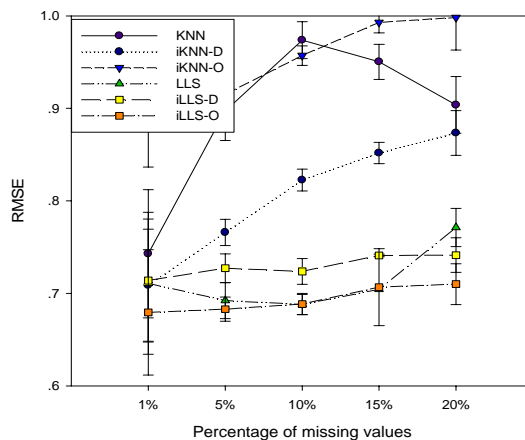 1.0
.9
.8
.7
.6
RMSE
KNN
iKNN-D
iKNN-O
LLS
iLLS-D
iLLS-O
1% 5% 10% 15% 20%
Percentage of missing values